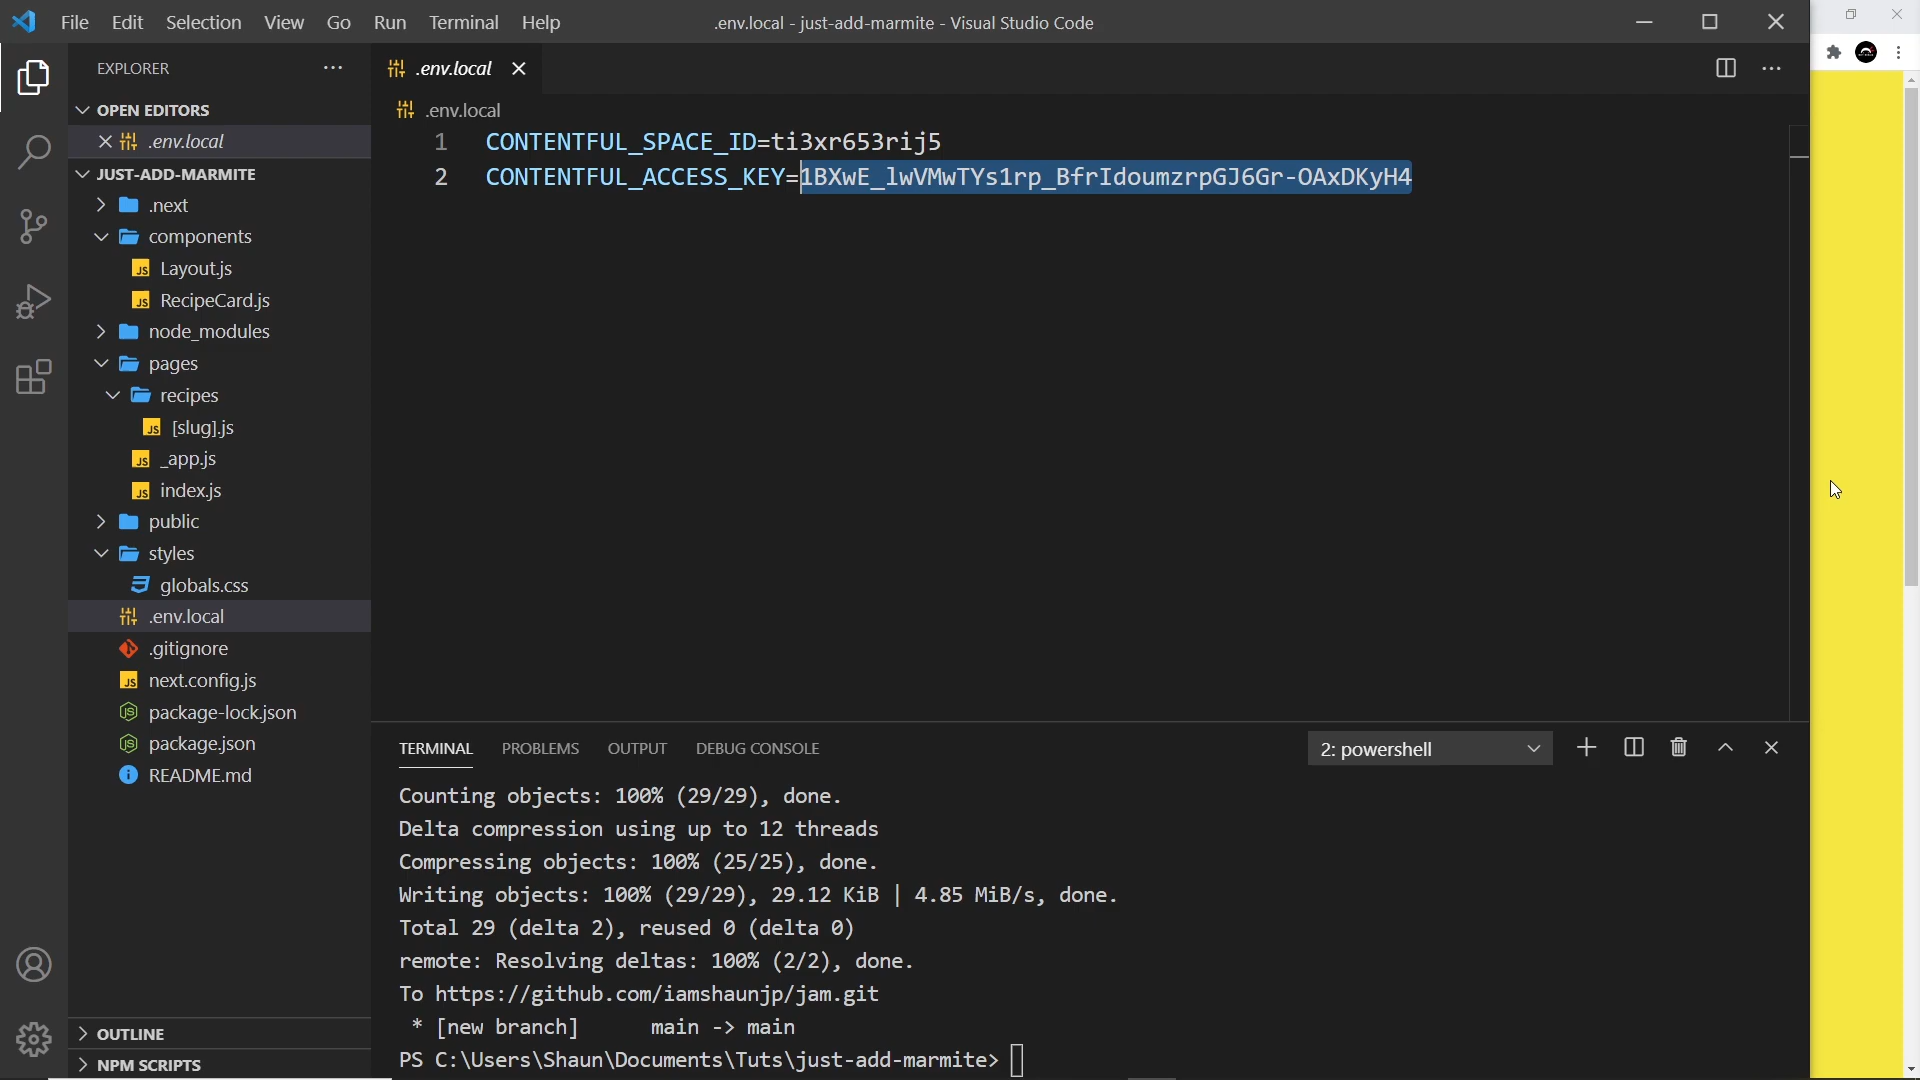 File Edit Selection View Go Run Terminal Help
.env.local - just-add-marmite - Visual Studio Code
EXPLORER
OPEN EDITORS
.env.local
JUST-ADD-MARMITE
.next
components
JS Layout.js
JS RecipeCard.js
node_modules
pages
recipes
JS [slug].js
JS _app.js
JS index.js
public
styles
globals.css
.env.local
.gitignore
JS next.config.js
package-lock.json
package.json
README.md
OUTLINE
NPM SCRIPTS
.env.local
.env.local
1 CONTENTFUL_SPACE_ID=ti3xr653rij5
2 CONTENTFUL_ACCESS_KEY=1BXwE_lwVMwTYs1rp_BfrIdoumzrpGJ6Gr-OAxDKyH4
TERMINAL PROBLEMS OUTPUT DEBUG CONSOLE
2: powershell
Counting objects: 100% (29/29), done.
Delta compression using up to 12 threads
Compressing objects: 100% (25/25), done.
Writing objects: 100% (29/29), 29.12 KiB | 4.85 MiB/s, done.
Total 29 (delta 2), reused 0 (delta 0)
remote: Resolving deltas: 100% (2/2), done.
To https://github.com/iamshaunjp/jam.git
* [new branch] main -> main
PS C:\Users\Shaun\Documents\Tuts\just-add-marmite>